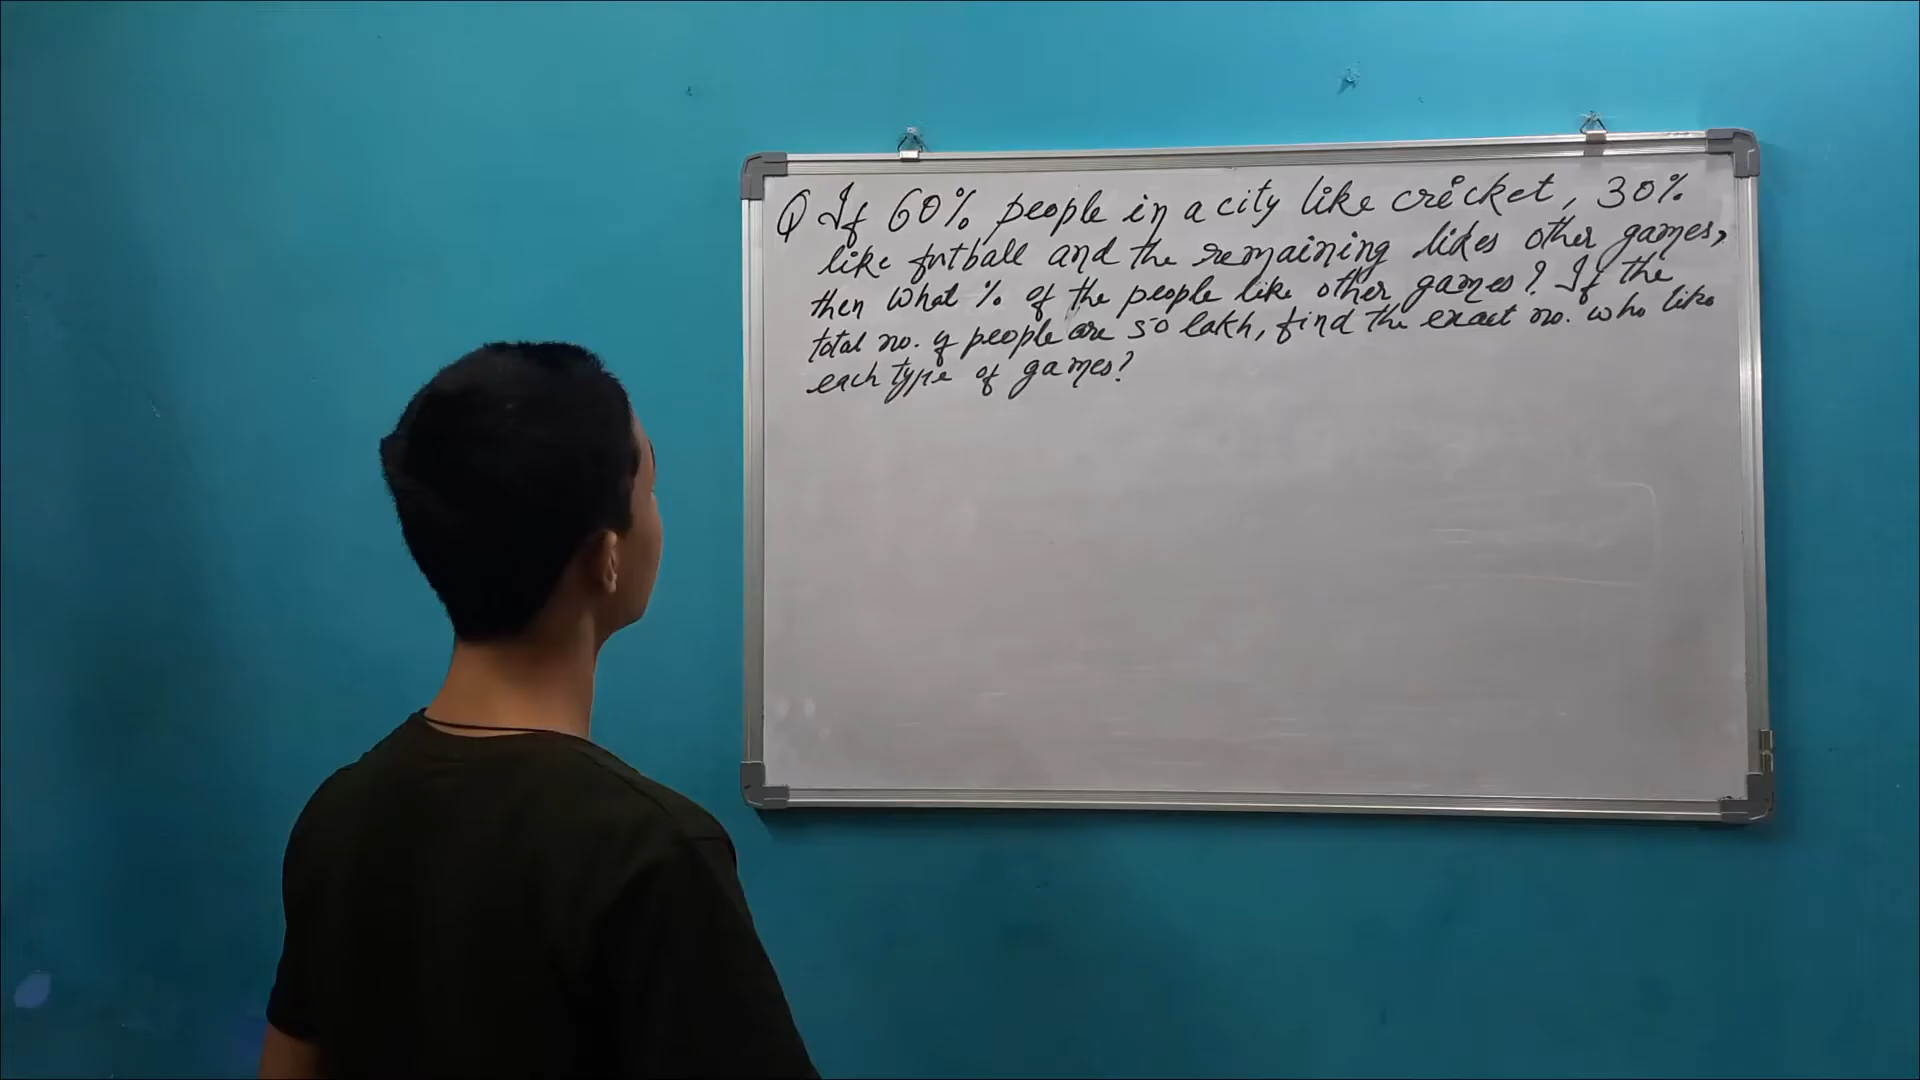 Q If 60% people in a city like cricket, 30%
like futball and the remaining likes other games,
then what % of the people like other games? If the
total no. of people are 50 lakh, find the exact no. who like
each type of games?